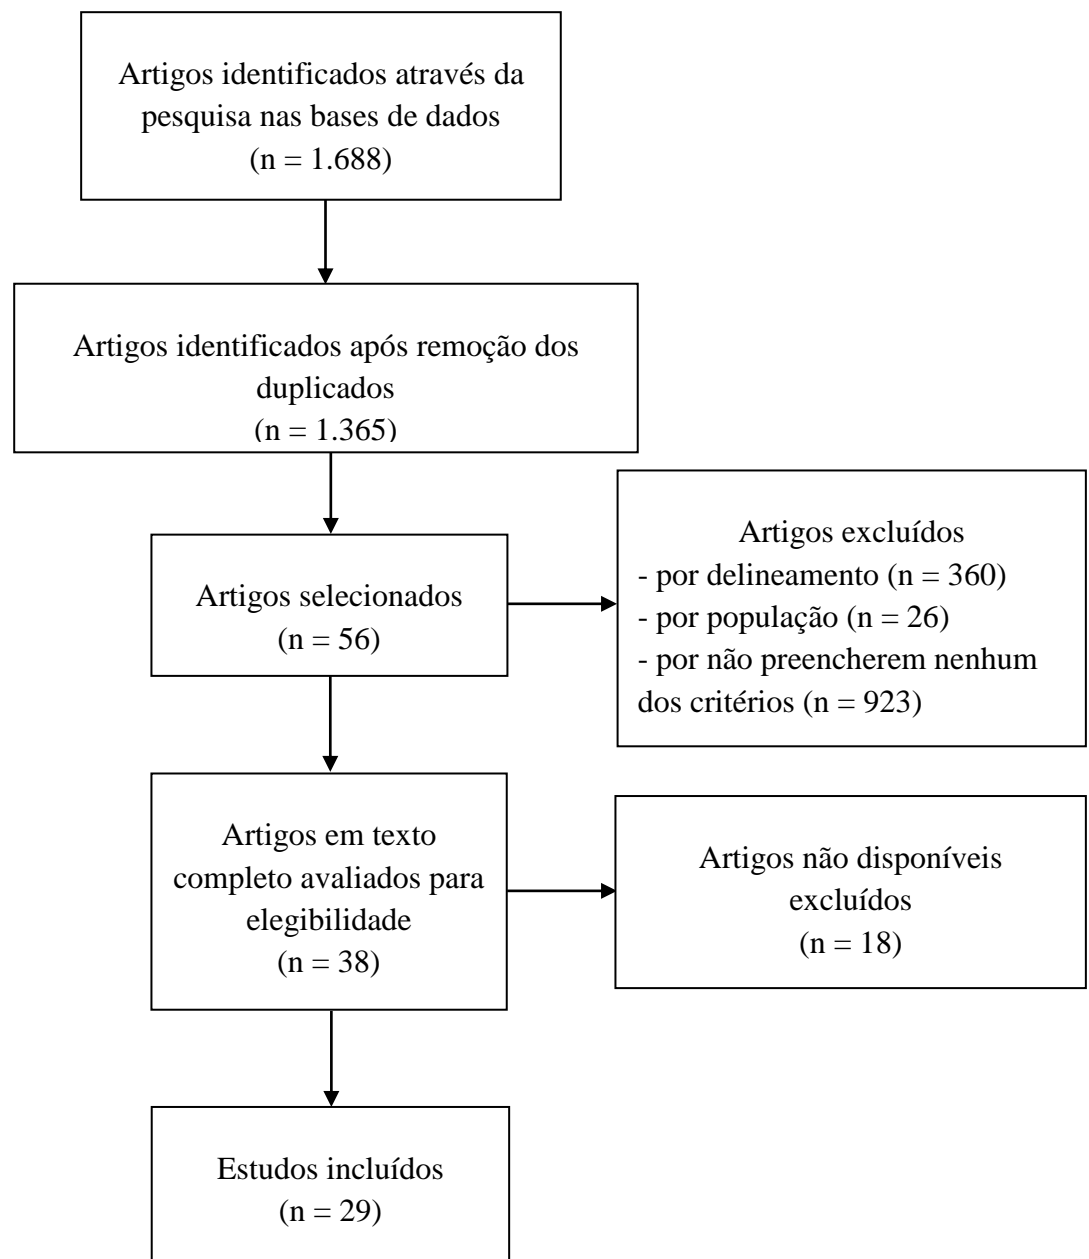 Artigos identificados através da
pesquisa nas bases de dados
(n = 1.688)
Artigos identificados após remoção dos
duplicados
(n = 1.365)
Artigos selecionados
(n = 56)
Artigos excluídos
- por delineamento (n = 360)
- por população (n = 26)
- por não preencherem nenhum
dos critérios (n = 923)
Artigos em texto
completo avaliados para
elegibilidade
(n = 38)
Artigos não disponíveis
excluídos
(n = 18)
Estudos incluídos
(n = 29)